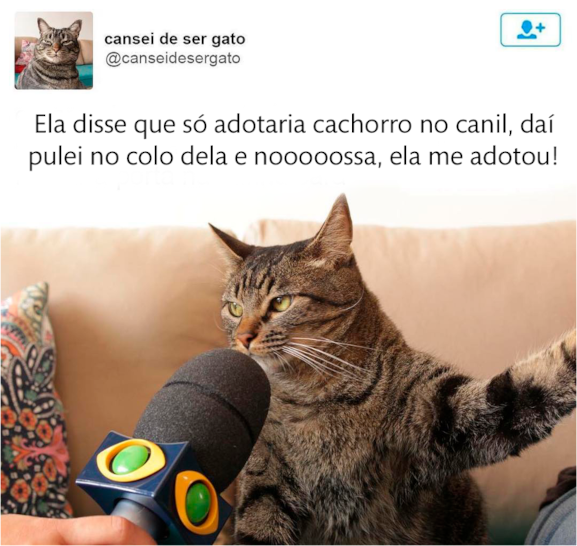 cansei de ser gato
@canseidesergato
Ela disse que só adotaria cachorro no canil, daí
pulei no colo dela e nooooossa, ela me adotou!